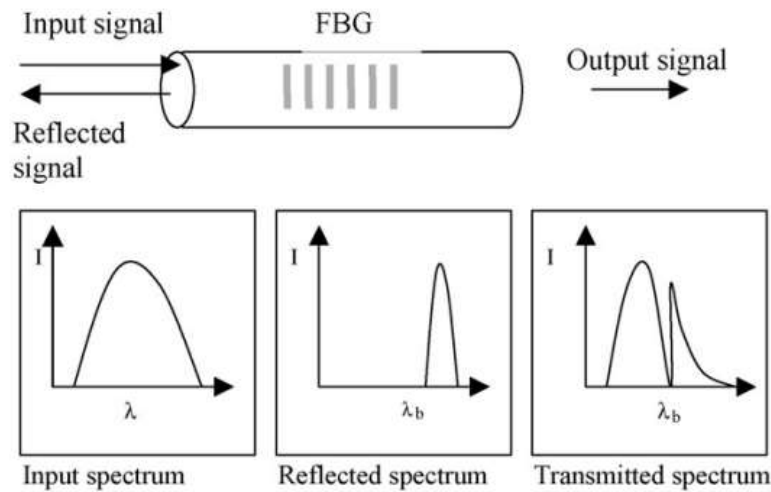 Input signal
FBG
Output signal
Reflected
signal
I
λ
Input spectrum
I
λb
Reflected spectrum
I
λb
Transmitted spectrum